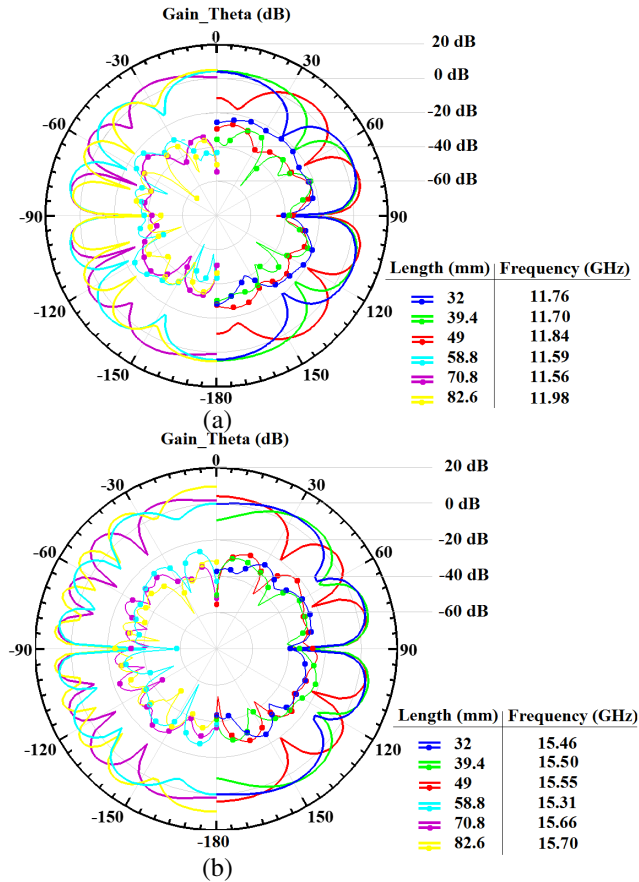 Gain_Theta (dB)
0
20 dB
-30
30
0 dB
-20 dB
-60
60
-40 dB
-60 dB
-90
90
Length (mm) Frequency (GHz)
32 11.76
39.4 11.70
-120
120
49 11.84
58.8 11.59
70.8 11.56
-150
150
82.6 11.98
-180
(a)
Gain_Theta (dB)
0
20 dB
-30
30
0 dB
-20 dB
-60
60
-40 dB
-60 dB
-90
90
Length (mm) Frequency (GHz)
-120
120
32 15.46
39.4 15.50
49 15.55
58.8 15.31
-150
150
70.8 15.66
-180
82.6 15.70
(b)